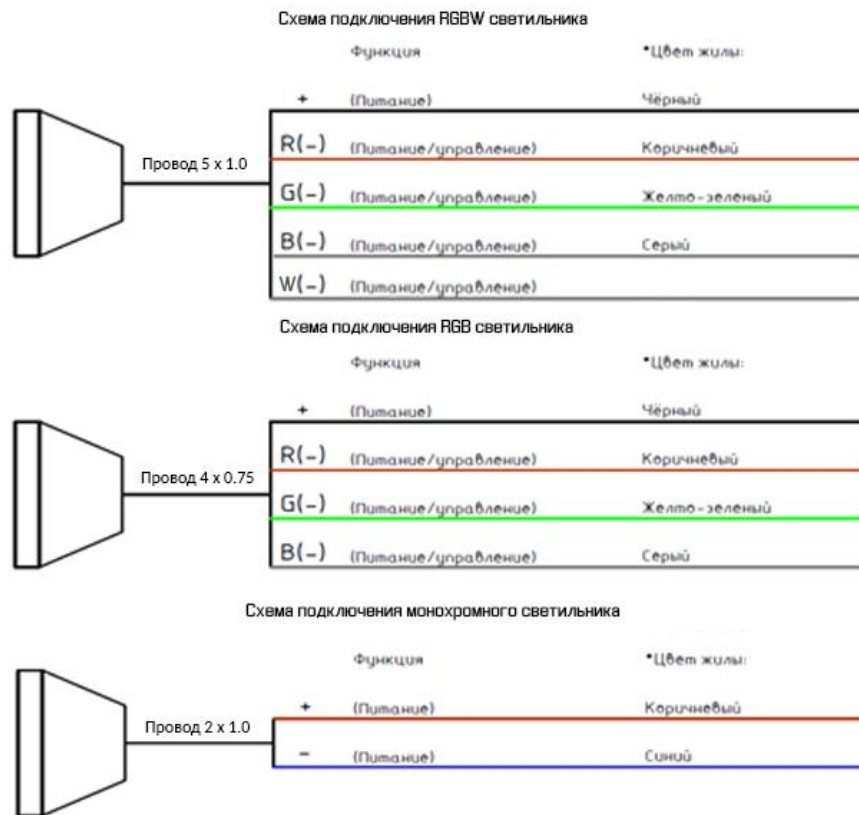 Схема подключения RGBW светильника
Функция *Цвет жилы:
+ (Питание) Чёрный
R(-) (Питание/управление) Коричневый
Провод 5 х 1.0
G(-) (Питание/управление) Желто-зеленый
B(-) (Питание/управление) Серый
W(-) (Питание/управление)
Схема подключения RGB светильника
Функция *Цвет жилы:
+ (Питание) Чёрный
R(-) (Питание/управление) Коричневый
Провод 4 х 0.75
G(-) (Питание/управление) Желто-зеленый
B(-) (Питание/управление) Серый
Схема подключения монохромного светильника
Функция *Цвет жилы:
+ (Питание) Коричневый
Провод 2 х 1.0
- (Питание) Синий